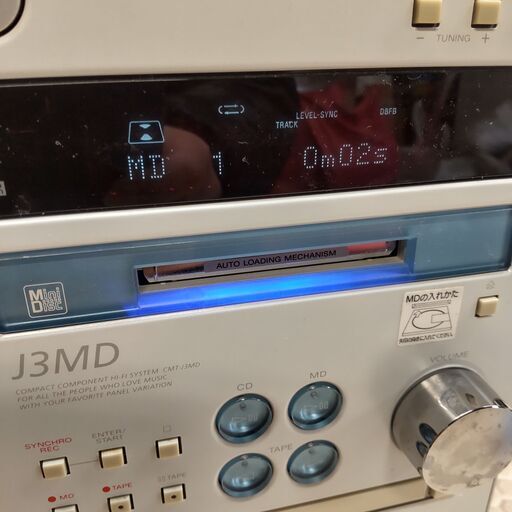 − TUNING +
DBFB
LEVEL-SYNC
TRACK
MD 1 0m02s
AUTO LOADING MECHANISM
Mini Disc
MDの入れかた
J3MD
COMPACT COMPONENT HI-FI SYSTEM CMT-J3MD
FOR ALL THE PEOPLE WHO LOVE MUSIC
WITH YOUR FAVORITE PANEL VARIATION
VOLUME
CD
MD
SYNCHRO REC
ENTER/START
TAPE
MD
TAPE
TAPE